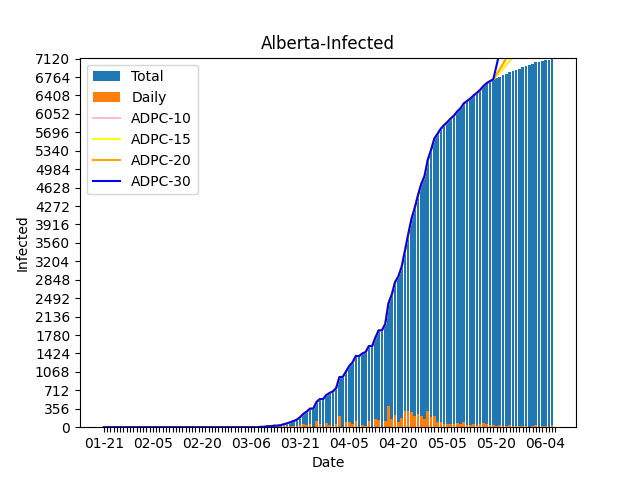 Alberta-Infected
7120
6764
6408
6052
5696
5340
4984
4628
4272
3916
3560
3204
2848
2492
2136
1780
1424
1068
712
356
0
Infected
Total
Daily
ADPC-10
ADPC-15
ADPC-20
ADPC-30
01-21 02-05 02-20 03-06 03-21 04-05 04-20 05-05 05-20 06-04
Date